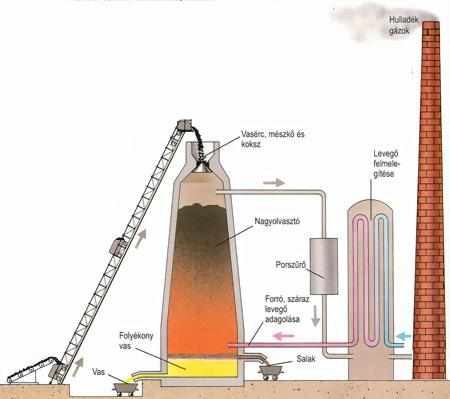 Hulladék
gázok
Vasérc, mészkő és
koksz
Levegő
felmele-
gítése
Nagyolvasztó
Porszűrő
Forró, száraz
levegő
adagolása
Folyékony
vas
Salak
Vas